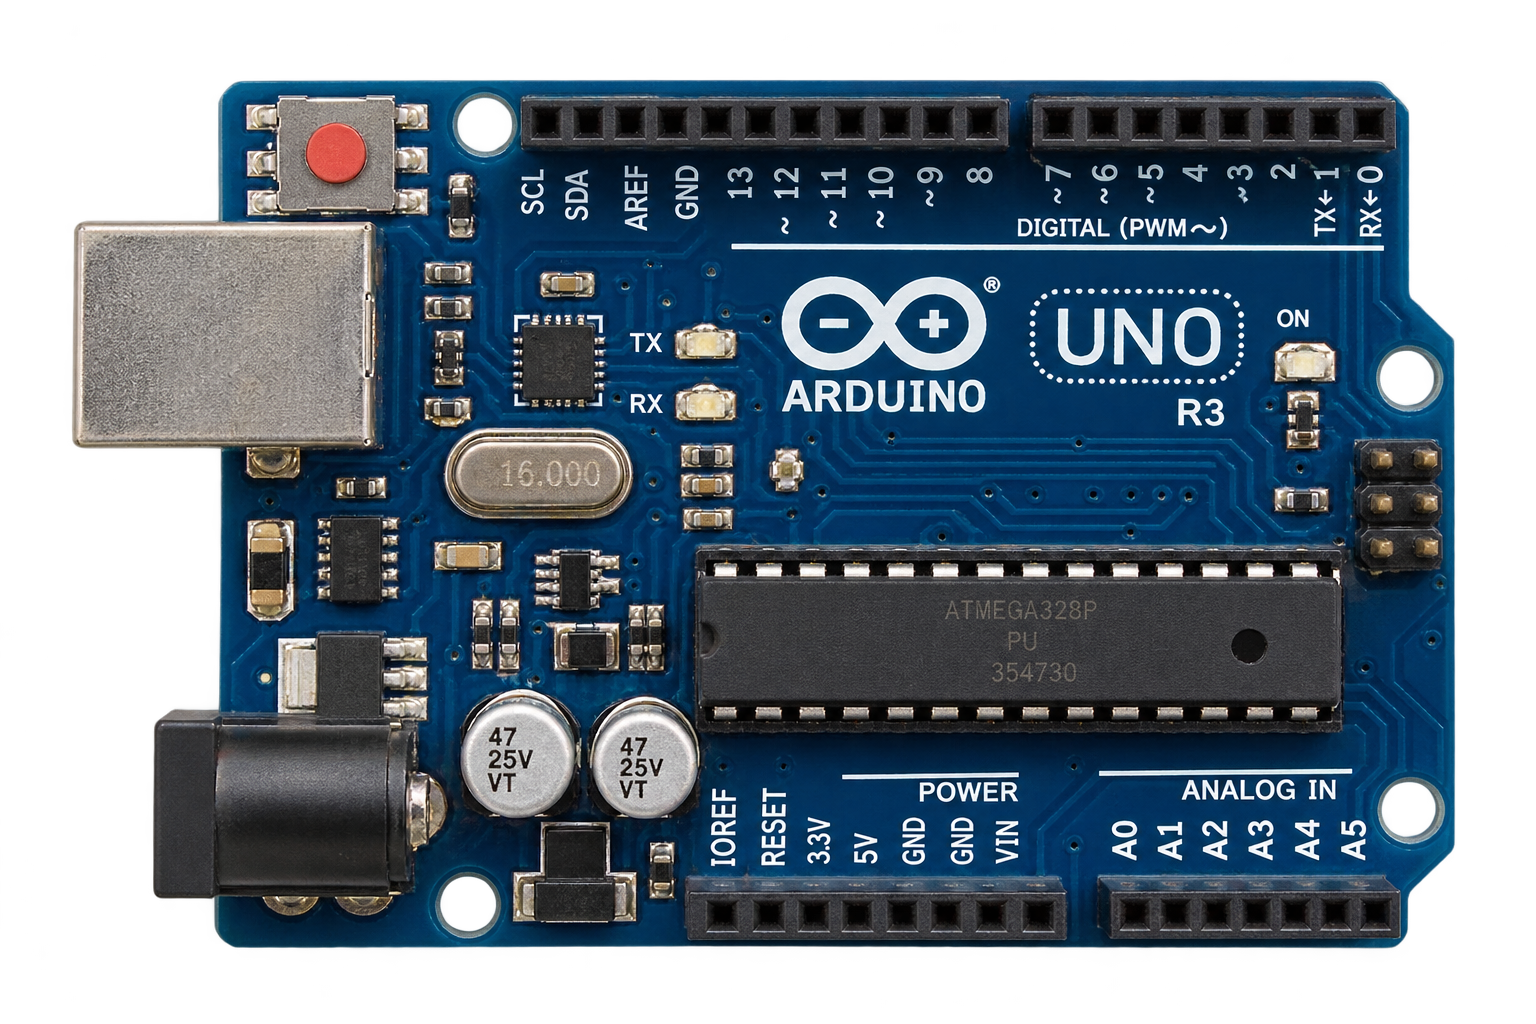 SCL
SDA
AREF
GND
13
~12
~11
~10
~9
8
~7
~6
~5
4
~3
2
TX←1
RX←0
DIGITAL (PWM~)
®
ARDUINO
UNO
R3
ON
TX
RX
16.000
ATMEGA328P
PU
354730
47
25V
VT
47
25V
VT
POWER
IOREF
RESET
3.3V
5V
GND
GND
VIN
ANALOG IN
A0
A1
A2
A3
A4
A5